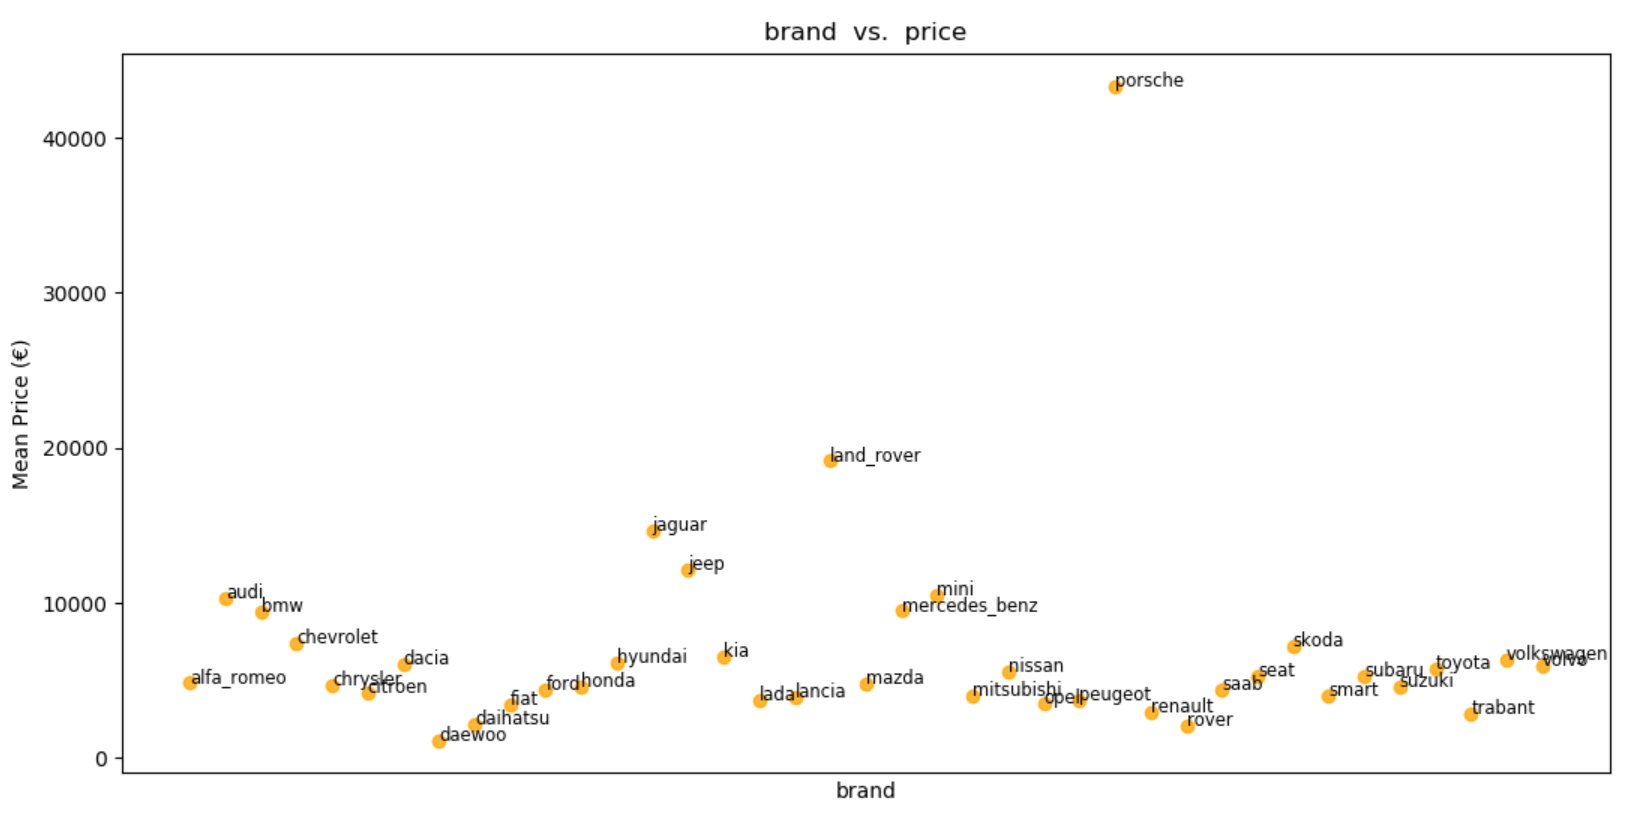 brand vs. price
Mean Price (€)
40000
30000
20000
10000
0
porsche
land_rover
jaguar
jeep
audi
bmw
mini
mercedes_benz
chevrolet
skoda
hyundai
kia
dacia
volkswagen
volvo
nissan
toyota
alfa_romeo
chrysler
citroen
ford
honda
mazda
seat
subaru
saab
suzuki
fiat
lada
lancia
mitsubishi
opel
peugeot
smart
renault
trabant
daihatsu
rover
daewoo
brand